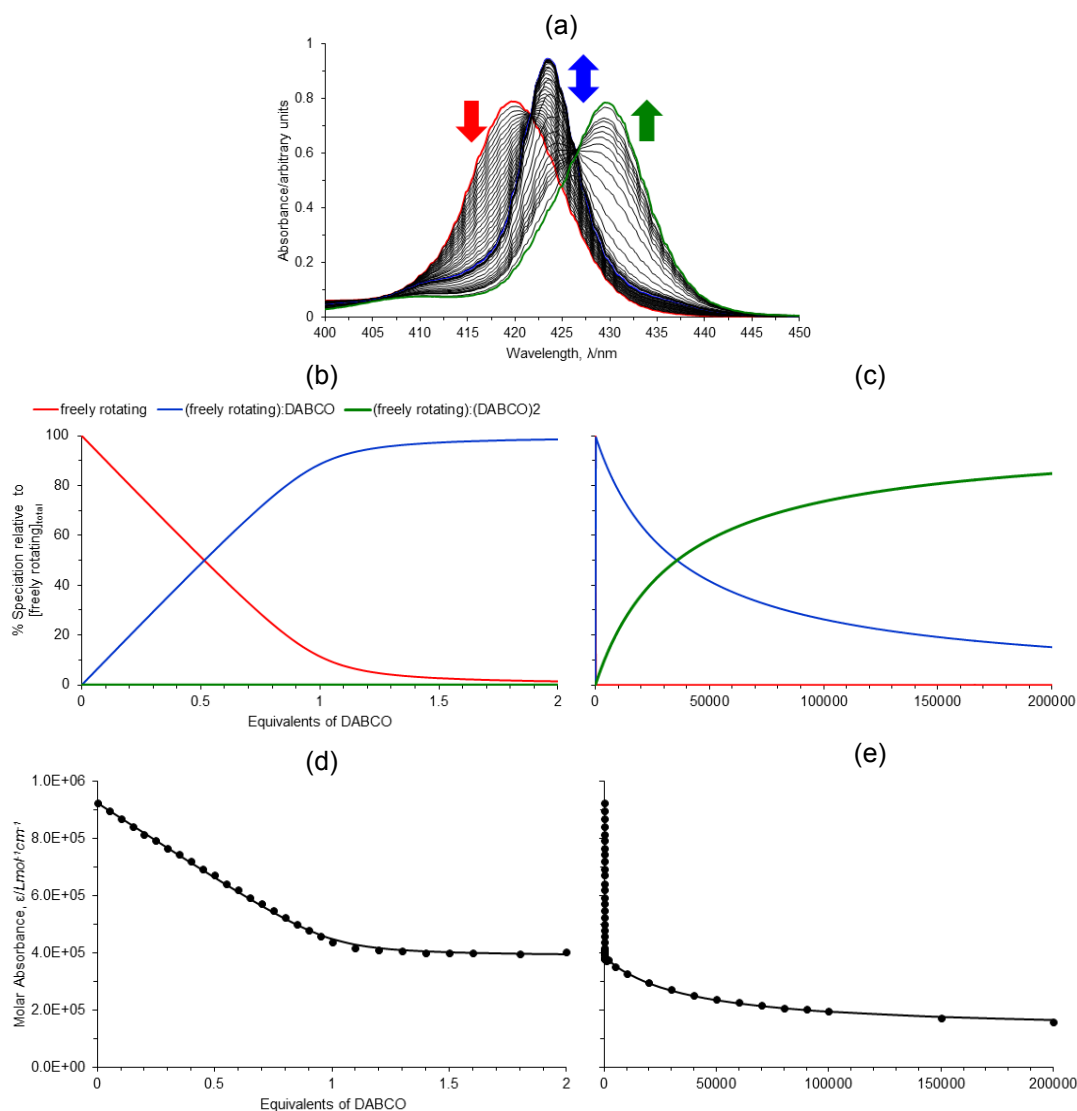 (a)
1
0.8
0.6
0.4
0.2
0
Absorbance/arbitrary units
400 405 410 415 420 425 430 435 440 445 450
Wavelength, λ/nm
(b)
(c)
freely rotating (freely rotating):DABCO (freely rotating):(DABCO)2
100
80
60
40
20
0
% Speciation relative to
[freely rotating]total
0 0.5 1 1.5 2
Equivalents of DABCO
0 50000 100000 150000 200000
(d)
(e)
1.0E+06
8.0E+05
6.0E+05
4.0E+05
2.0E+05
0.0E+00
Molar Absorbance, ε/Lmol⁻¹cm⁻¹
0 0.5 1 1.5 2
Equivalents of DABCO
0 50000 100000 150000 200000